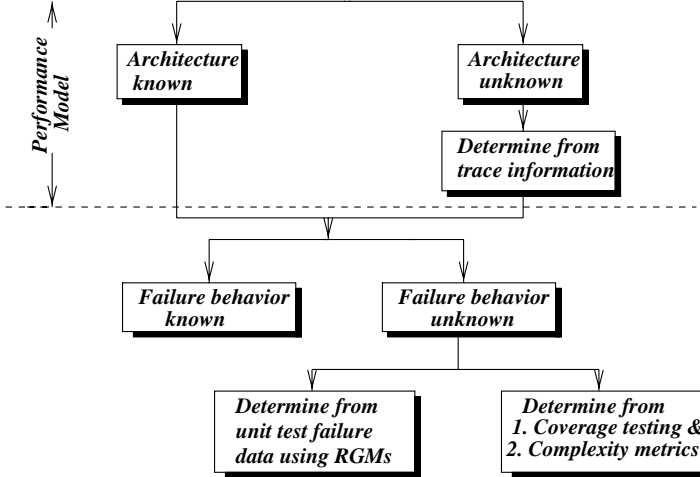 Performance
Model
Architecture
known
Architecture
unknown
Determine from
trace information
Failure behavior
known
Failure behavior
unknown
Determine from
unit test failure
data using RGMs
Determine from
1. Coverage testing &
2. Complexity metrics